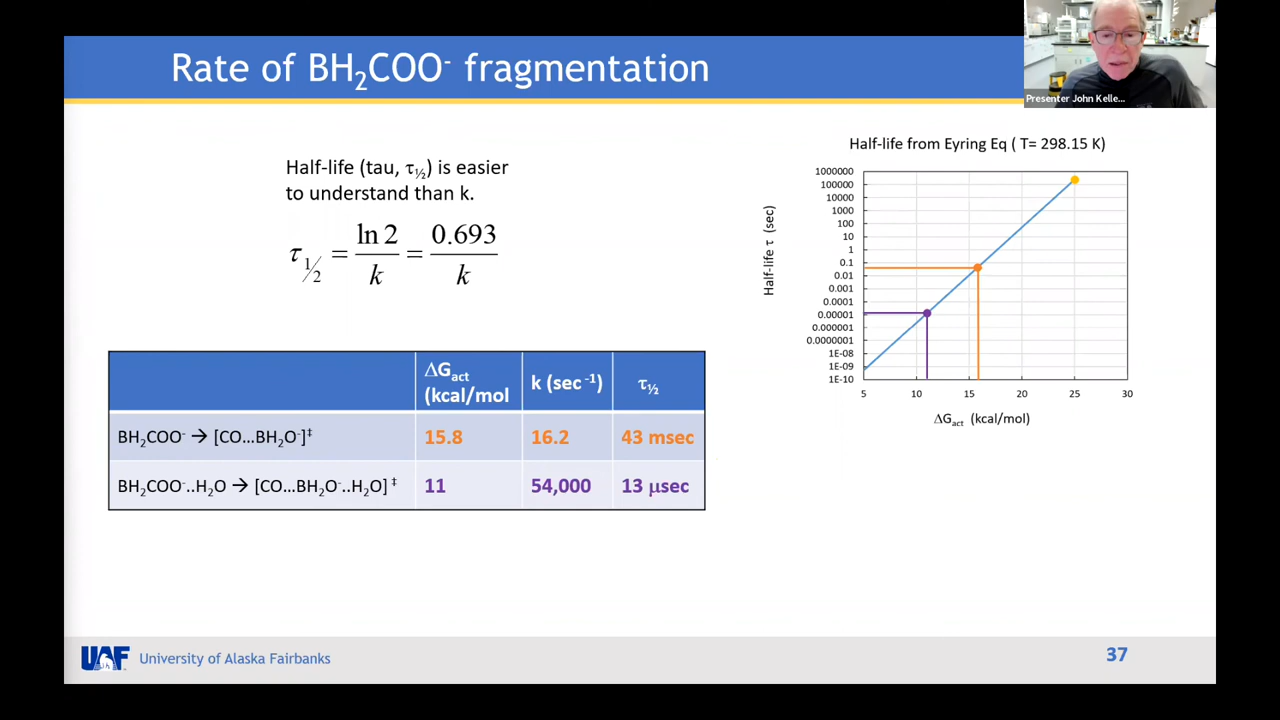 Rate of BH₂COO⁻ fragmentation
Presenter John Kelle...
Half-life (tau, τ½) is easier
to understand than k.
τ½ = ln 2 / k = 0.693 / k
ΔGact (kcal/mol k (sec⁻¹) τ½
BH₂COO⁻ → [CO…BH₂O⁻]‡ 15.8 16.2 43 msec
BH₂COO⁻..H₂O → [CO…BH₂O⁻..H₂O] ‡ 11 54,000 13 μsec
Half-life from Eyring Eq ( T= 298.15 K)
Half-life τ (sec)
1000000
100000
10000
1000
100
10
1
0.1
0.01
0.001
0.0001
0.00001
0.000001
0.0000001
1E-08
1E-09
1E-10
5 10 15 20 25 30
ΔGact (kcal/mol)
UAF University of Alaska Fairbanks
37